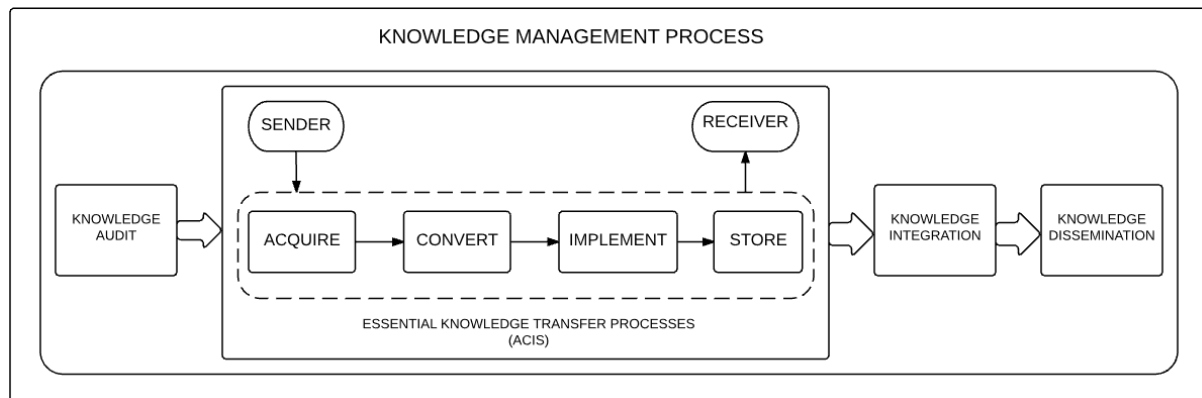 KNOWLEDGE MANAGEMENT PROCESS
SENDER
RECEIVER
KNOWLEDGE
AUDIT
ACQUIRE
CONVERT
IMPLEMENT
STORE
KNOWLEDGE
INTEGRATION
KNOWLEDGE
DISSEMINATION
ESSENTIAL KNOWLEDGE TRANSFER PROCESSES
(ACIS)